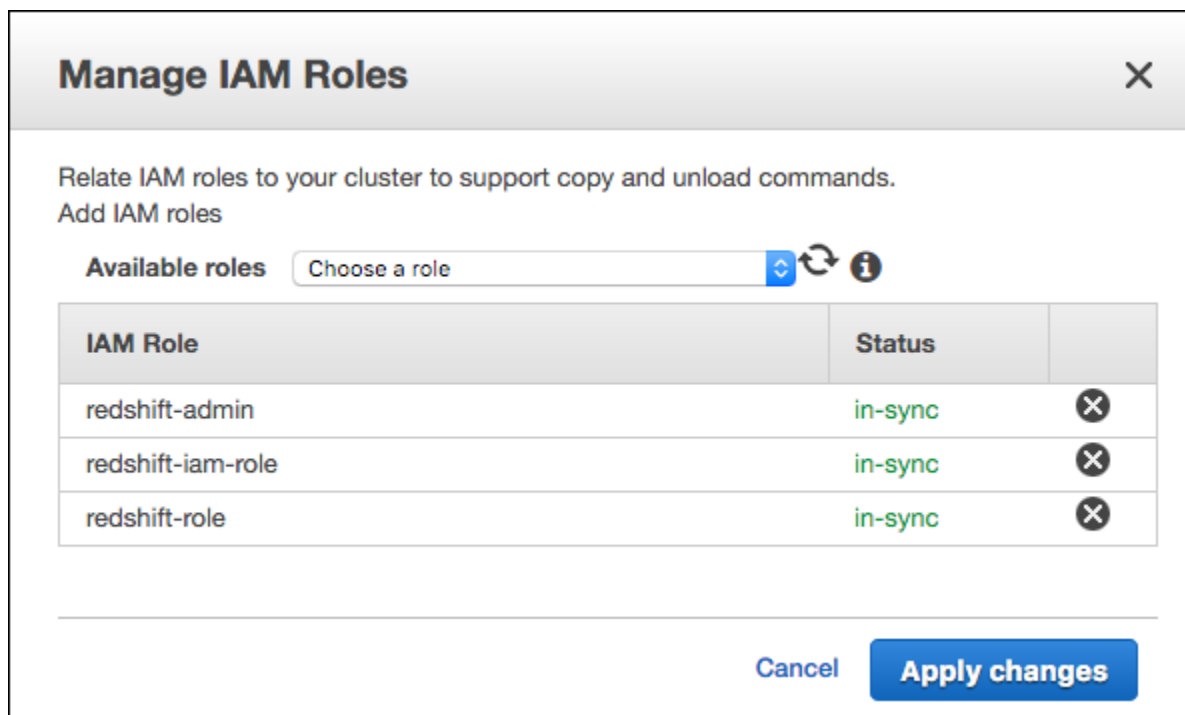 Manage IAM Roles
Relate IAM roles to your cluster to support copy and unload commands.
Add IAM roles
Available roles Choose a role
IAM Role Status
redshift-admin in-sync
redshift-iam-role in-sync
redshift-role in-sync
Cancel Apply changes